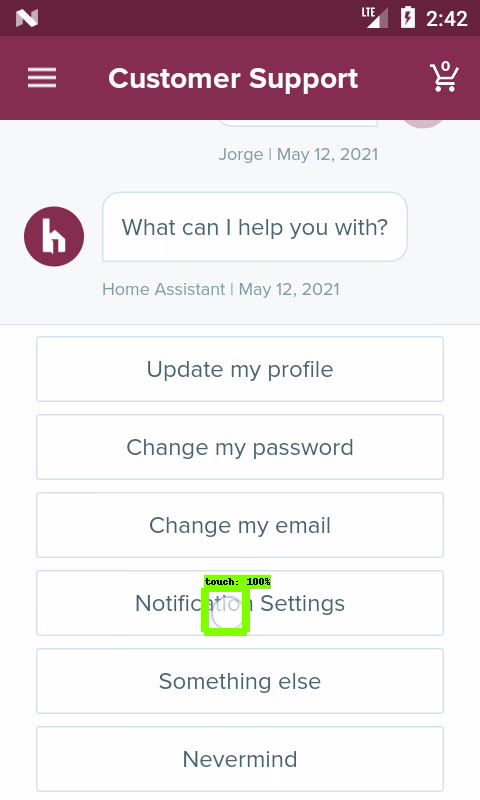 LTE 2:42
Customer Support
0
Jorge | May 12, 2021
h
What can I help you with?
Home Assistant | May 12, 2021
Update my profile
Change my password
Change my email
touch: 100%
Notification Settings
Something else
Nevermind